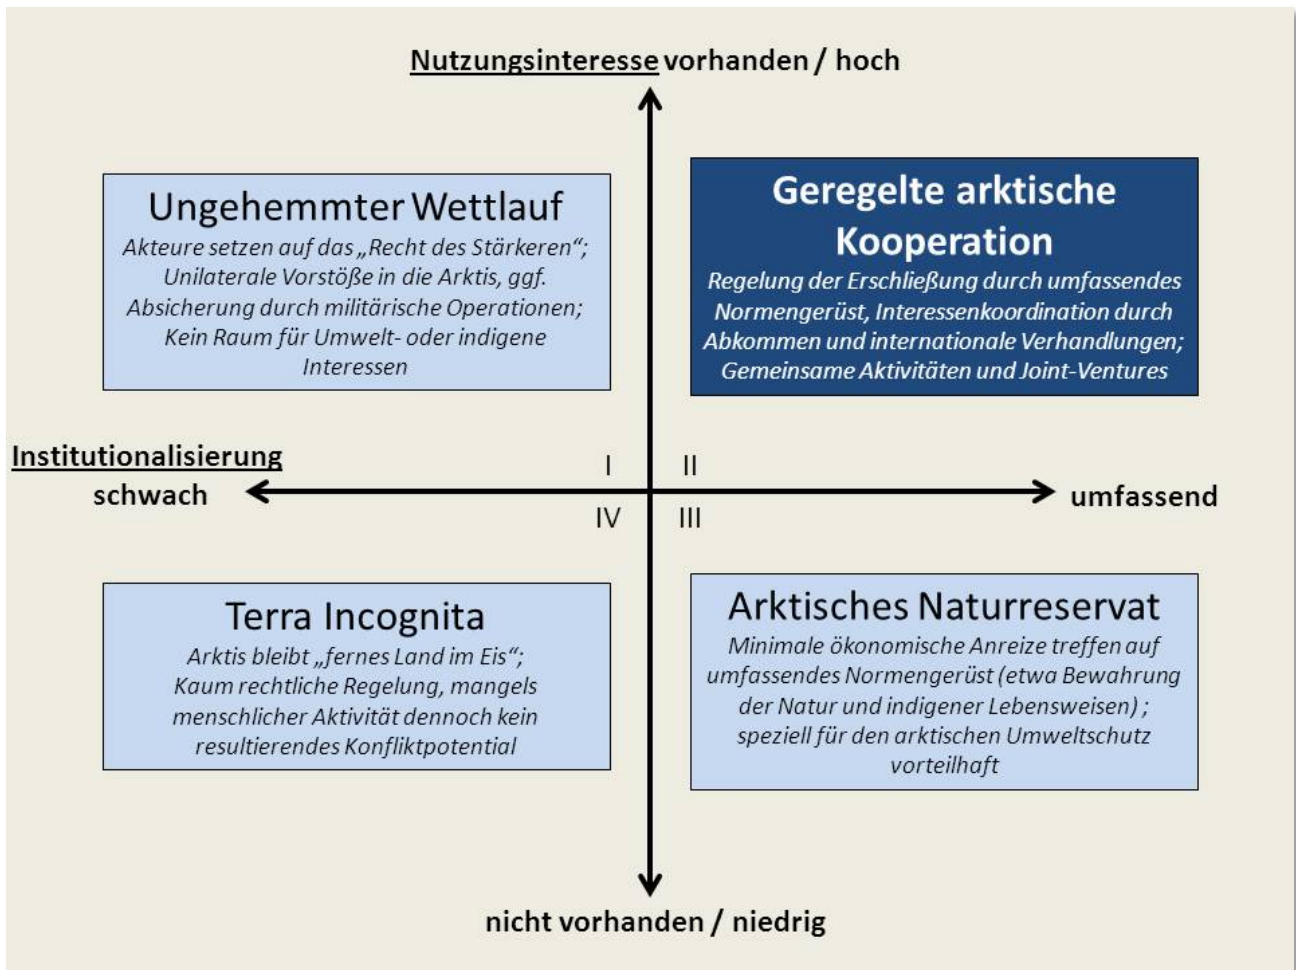 Nutzungsinteresse vorhanden / hoch
Ungehemmter Wettlauf
Akteure setzen auf das „Recht des Stärkeren“;
Unilaterale Vorstöße in die Arktis, ggf.
Absicherung durch militärische Operationen;
Kein Raum für Umwelt- oder indigene
Interessen
Geregelte arktische
Kooperation
Regelung der Erschließung durch umfassendes
Normengerüst, Interessenkoordination durch
Abkommen und internationale Verhandlungen;
Gemeinsame Aktivitäten und Joint-Ventures
Institutionalisierung
schwach
I
II
umfassend
IV
III
Terra Incognita
Arktis bleibt „fernes Land im Eis“;
Kaum rechtliche Regelung, mangels
menschlicher Aktivität dennoch kein
resultierendes Konfliktpotential
Arktisches Naturreservat
Minimale ökonomische Anreize treffen auf
umfassendes Normengerüst (etwa Bewahrung
der Natur und indigener Lebensweisen) ;
speziell für den arktischen Umweltschutz
vorteilhaft
nicht vorhanden / niedrig